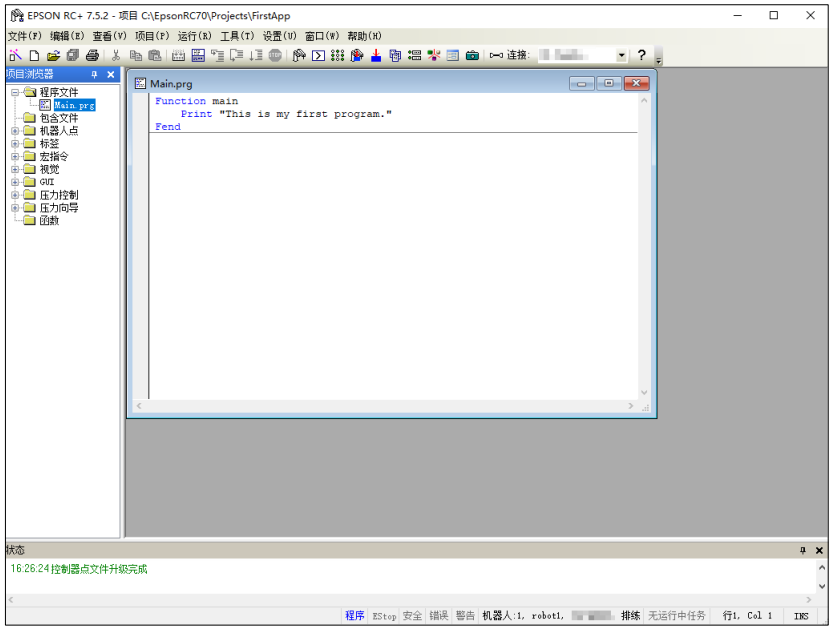 EPSON RC+ 7.5.2 - 项目 C:\EpsonRC70\Projects\FirstApp
文件(F) 编辑(E) 查看(V) 项目(P) 运行(R) 工具(T) 设置(U) 窗口(W) 帮助(H)
连接:
项目浏览器
程序文件
Main.prg
包含文件
机器人点
标签
宏指令
视觉
GUI
压力控制
压力向导
函数
Main.prg
Function main
Print "This is my first program."
Fend
状态
16:26:24 控制器点文件升级完成
程序 EStop 安全 错误 警告 机器人:1, robot1, 排练 无运行中任务 行1, Col 1 INS